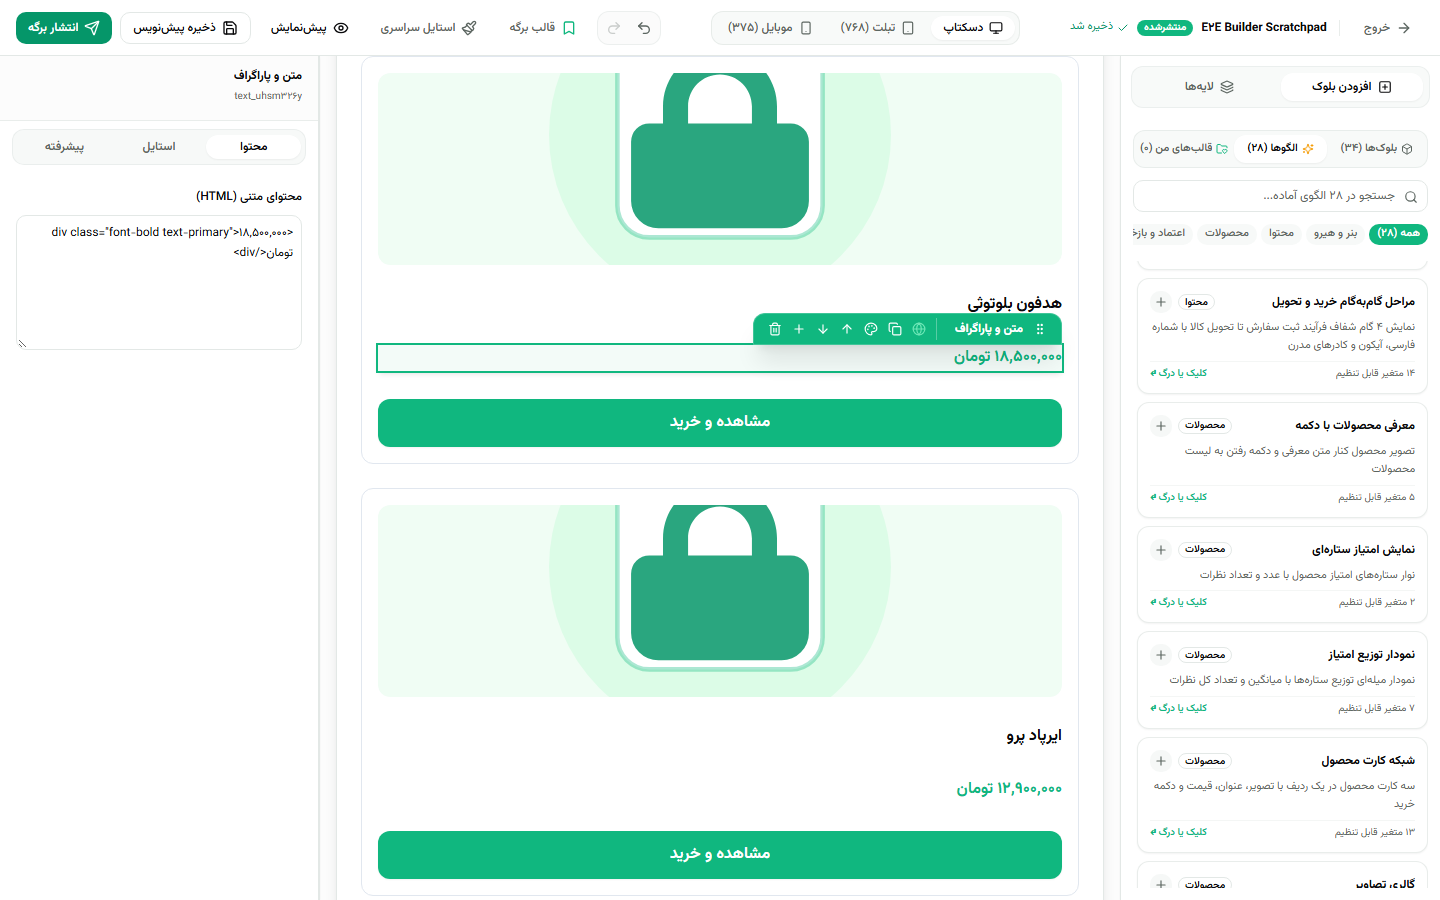 خروج
E2E Builder Scratchpad
منتشرشده
ذخیره شد
دسکتاپ
تبلت (۷۶۸)
موبایل (۳۷۵)
قالب برگه
استایل سراسری
پیش‌نمایش
ذخیره پیش‌نویس
انتشار برگه
افزودن بلوک
لایه‌ها
بلوک‌ها (۳۴)
الگوها (۲۸)
قالب‌های من (۰)
جستجو در ۲۸ الگوی آماده...
همه (۲۸)
بنر و هیرو
محتوا
محصولات
اعتماد و بازخ
مراحل گام‌به‌گام خرید و تحویل
محتوا
نمایش ۴ گام شفاف فرآیند ثبت سفارش تا تحویل کالا با شماره
فارسی، آیکون و کادرهای مدرن
۱۴ متغیر قابل تنظیم
کلیک یا درگ
معرفی محصولات با دکمه
محصولات
تصویر محصول کنار متن معرفی و دکمه رفتن به لیست
محصولات
۵ متغیر قابل تنظیم
کلیک یا درگ
نمایش امتیاز ستاره‌ای
محصولات
نوار ستاره‌های امتیاز محصول با عدد و تعداد نظرات
۲ متغیر قابل تنظیم
کلیک یا درگ
نمودار توزیع امتیاز
محصولات
نمودار میله‌ای توزیع ستاره‌ها با میانگین و تعداد کل نظرات
۷ متغیر قابل تنظیم
کلیک یا درگ
شبکه کارت محصول
محصولات
سه کارت محصول در یک ردیف با تصویر، عنوان، قیمت و دکمه
خرید
۱۳ متغیر قابل تنظیم
کلیک یا درگ
گالری تصاویر
محصولات
هدفون بلوتوثی
متن و پاراگراف
۱۸,۵۰۰,۰۰۰ تومان
مشاهده و خرید
ایرپاد پرو
۱۲,۹۰۰,۰۰۰ تومان
مشاهده و خرید
متن و پاراگراف
text_uhsm۳۲۶y
محتوا
استایل
پیشرفته
محتوای متنی (HTML)
<div class="font-bold text-primary">۱۸,۵۰۰,۰۰۰
تومان</div>